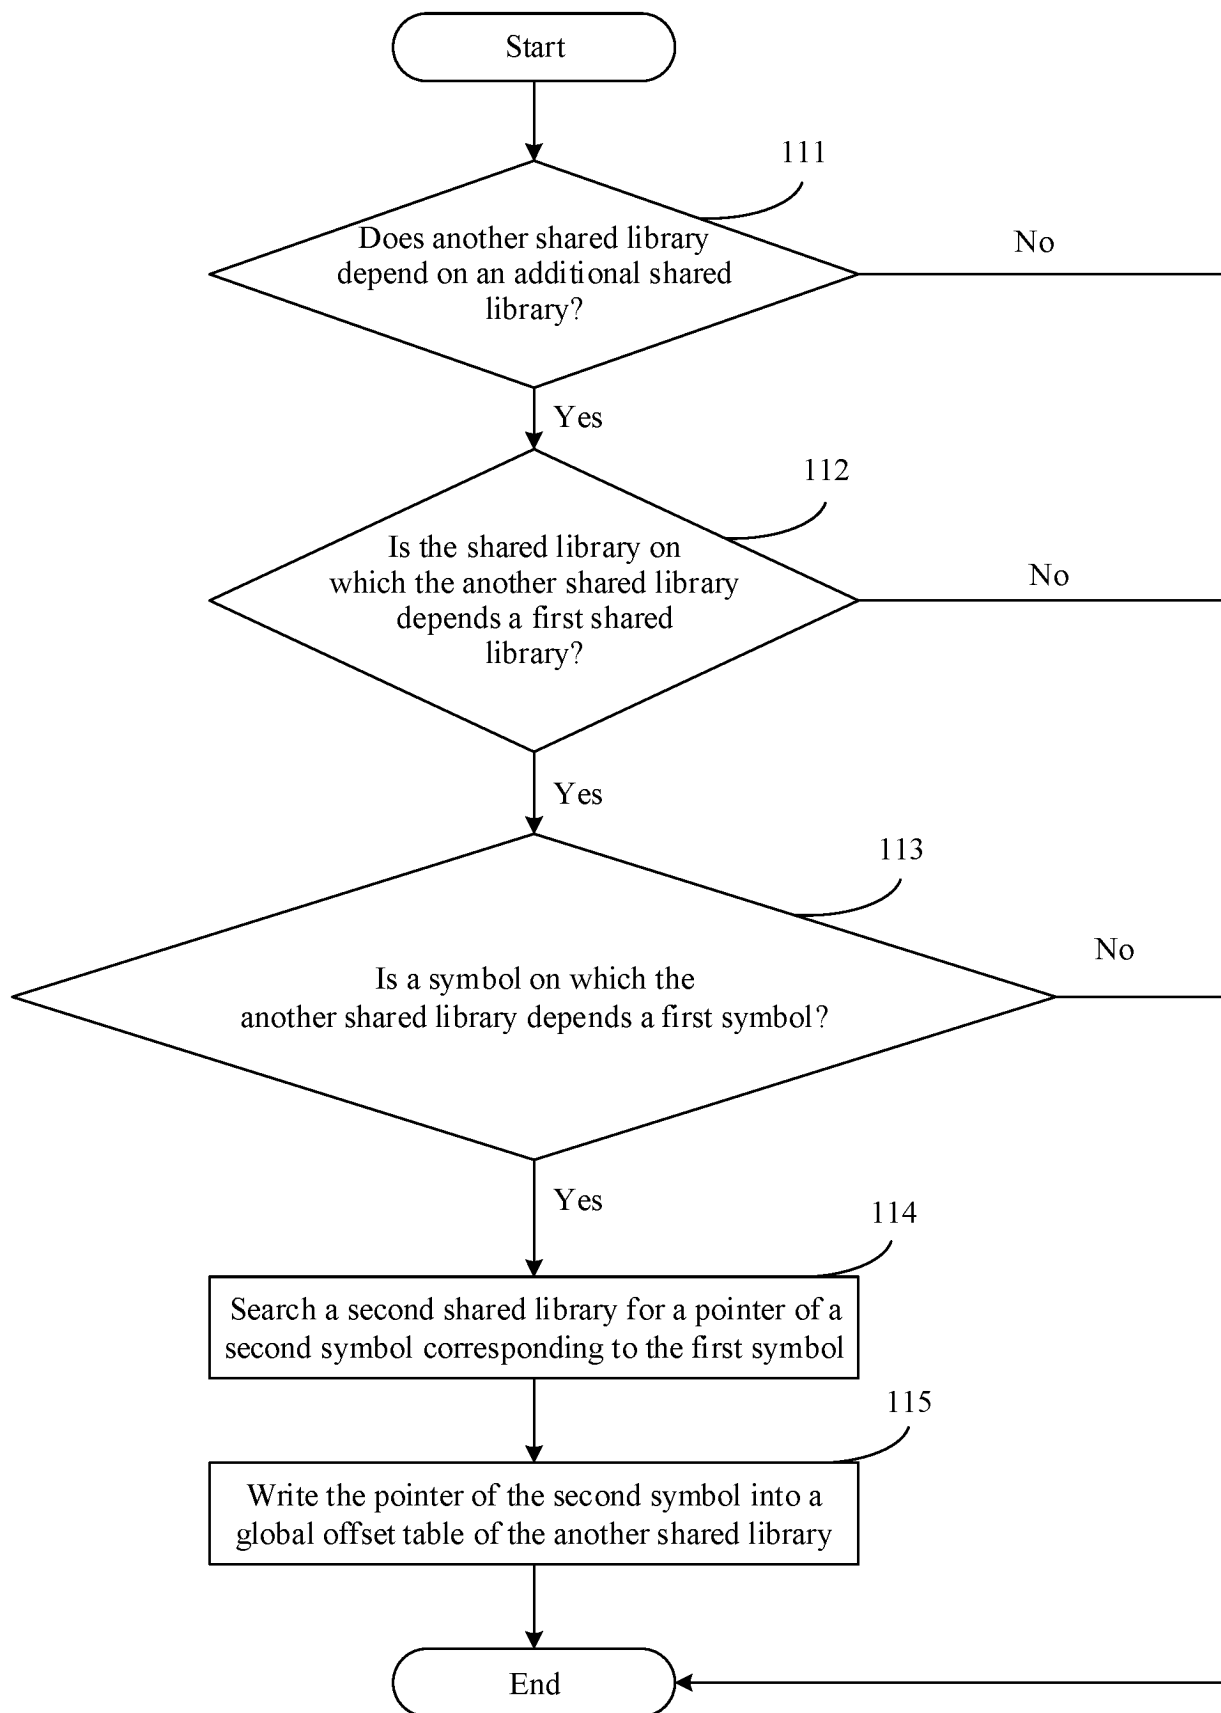 Start
111
Does another shared library
depend on an additional shared
library?
No
Yes
112
Is the shared library on
which the another shared library
depends a first shared
library?
No
Yes
113
Is a symbol on which the
another shared library depends a first symbol?
No
Yes
114
Search a second shared library for a pointer of a
second symbol corresponding to the first symbol
115
Write the pointer of the second symbol into a
global offset table of the another shared library
End